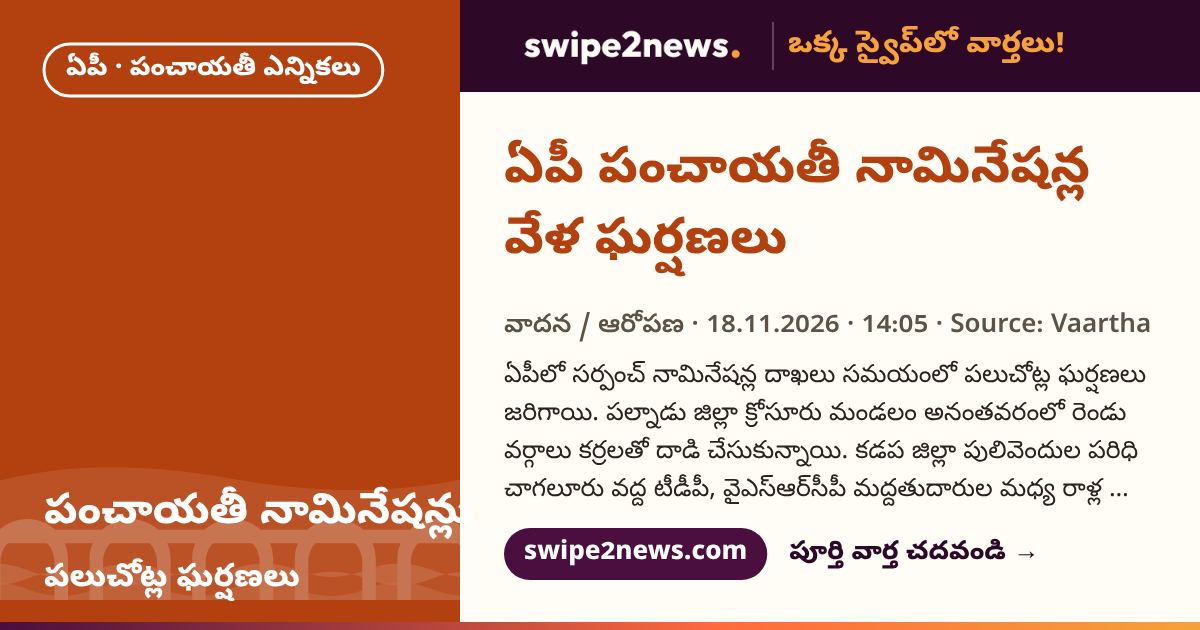 ఏపీ · పంచాయతీ ఎన్నికలు
పంచాయతీ నామినేషన్లు
పలుచోట్ల ఘర్షణలు
swipe2news.
ఒక్క స్వైప్‌లో వార్తలు!
ఏపీ పంచాయతీ నామినేషన్ల
వేళ ఘర్షణలు
వాదన / ఆరోపణ · 18.11.2026 · 14:05 · Source: Vaartha
ఏపీలో సర్పంచ్ నామినేషన్ల దాఖలు సమయంలో పలుచోట్ల ఘర్షణలు
జరిగాయి. పల్నాడు జిల్లా క్రోసూరు మండలం అనంతవరంలో రెండు
వర్గాలు కర్రలతో దాడి చేసుకున్నాయి. కడప జిల్లా పులివెందుల పరిధి
చాగలూరు వద్ద టీడీపీ, వైఎస్ఆర్‌సీపీ మద్దతుదారుల మధ్య రాళ్ల ...
swipe2news.com
పూర్తి వార్త చదవండి →